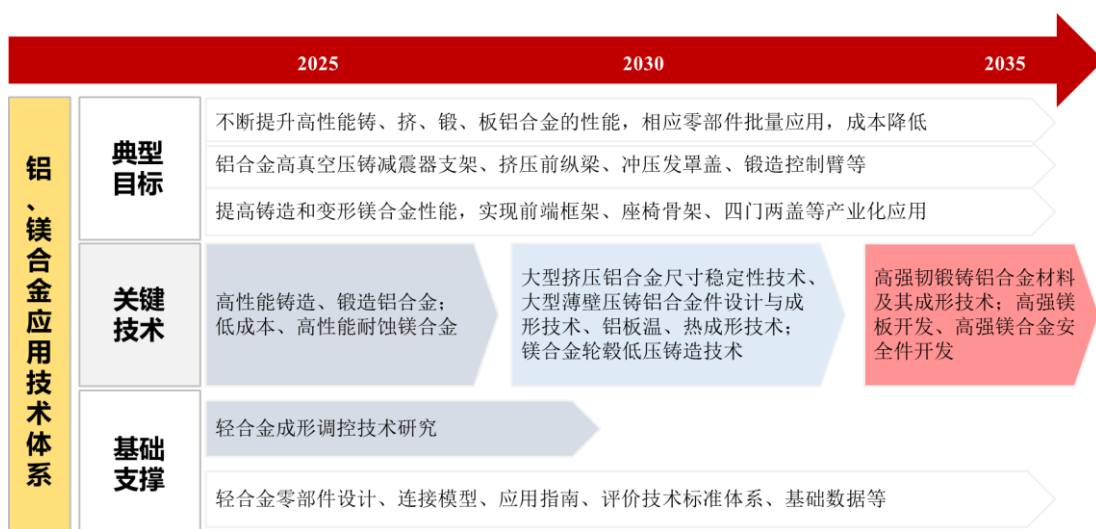 2025
2030
2035
铝、镁合金应用技术体系
典型
目标
不断提升高性能铸、挤、锻、板铝合金的性能，相应零部件批量应用，成本降低
铝合金高真空压铸减震器支架、挤压前纵梁、冲压发罩盖、锻造控制臂等
提高铸造和变形镁合金性能，实现前端框架、座椅骨架、四门两盖等产业化应用
关键
技术
高性能铸造、锻造铝合金；
低成本、高性能耐蚀镁合金
大型挤压铝合金尺寸稳定性技术、
大型薄壁压铸铝合金件设计与成
形技术、铝板温、热成形技术；
镁合金轮毂低压铸造技术
高强韧锻铸铝合金材料
及其成形技术；高强镁
板开发、高强镁合金安
全件开发
基础
支撑
轻合金成形调控技术研究
轻合金零部件设计、连接模型、应用指南、评价技术标准体系、基础数据等